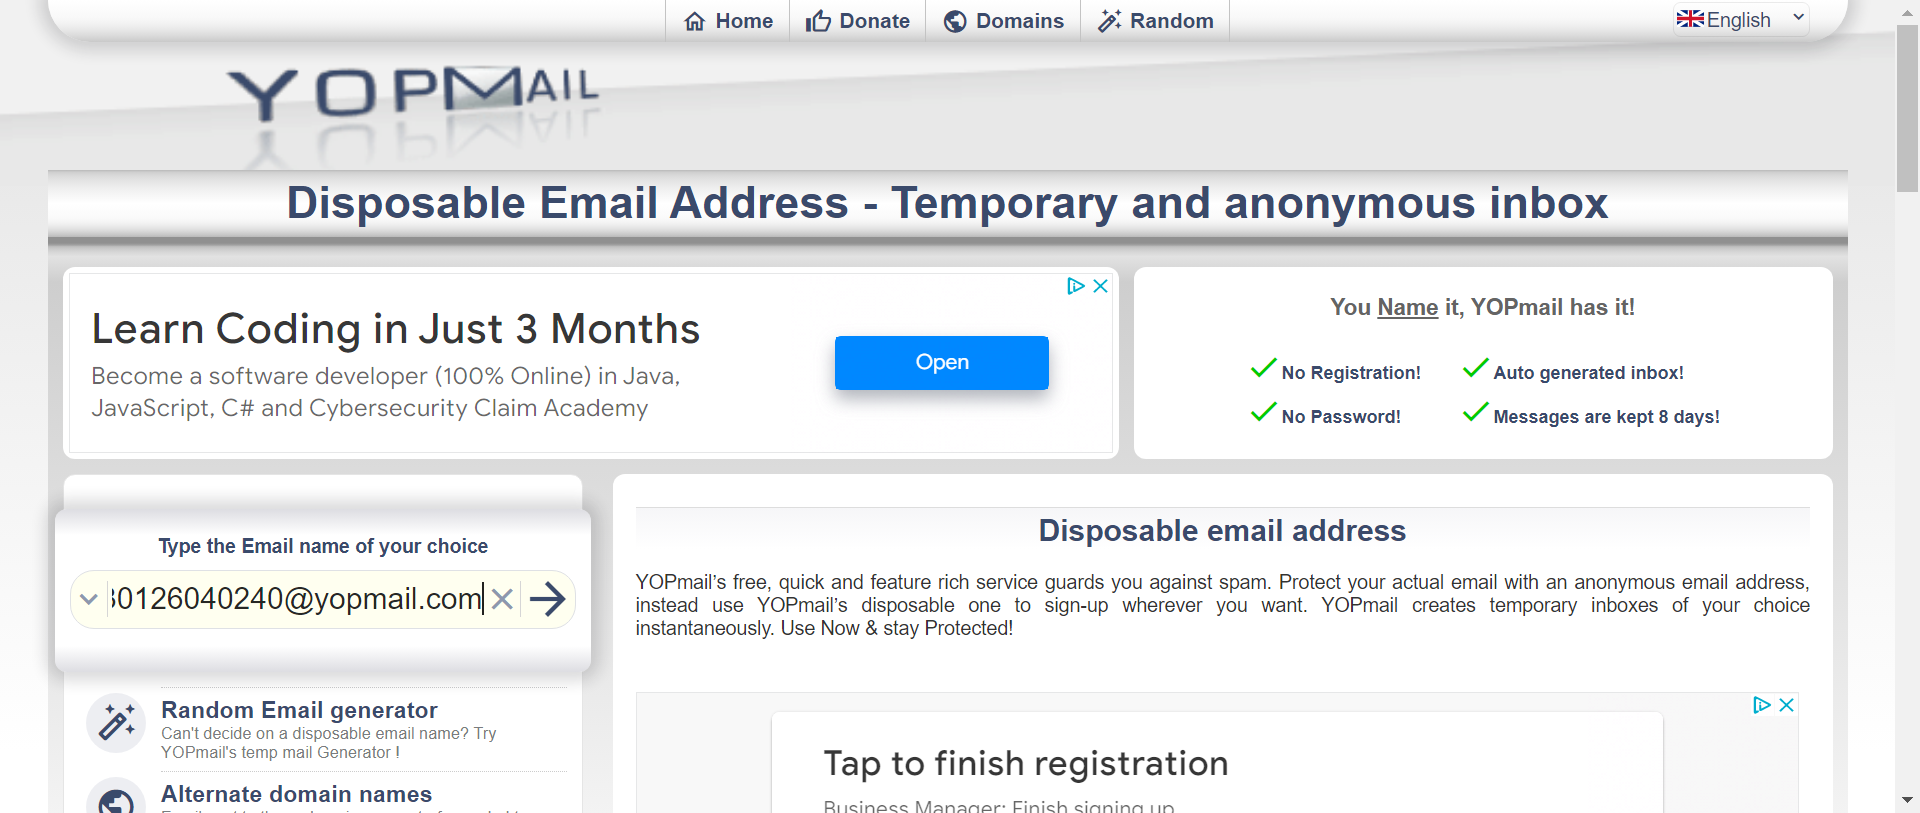 Home
Donate
Domains
Random
English
YOPMAIL
Disposable Email Address - Temporary and anonymous inbox
Learn Coding in Just 3 Months
Become a software developer (100% Online) in Java,
JavaScript, C# and Cybersecurity Claim Academy
Open
You Name it, YOPmail has it!
No Registration!
Auto generated inbox!
No Password!
Messages are kept 8 days!
Type the Email name of your choice
30126040240@yopmail.com
Random Email generator
Can't decide on a disposable email name? Try
YOPmail's temp mail Generator !
Alternate domain names
Disposable email address
YOPmail’s free, quick and feature rich service guards you against spam. Protect your actual email with an anonymous email address,
instead use YOPmail’s disposable one to sign-up wherever you want. YOPmail creates temporary inboxes of your choice
instantaneously. Use Now & stay Protected!
Tap to finish registration
Business Manager: Finish signing up